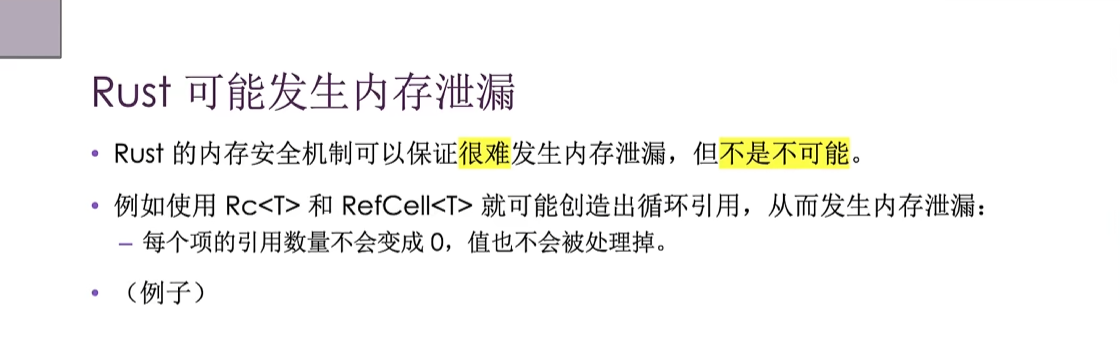 Rust 可能发生内存泄漏
• Rust 的内存安全机制可以保证很难发生内存泄漏，但不是不可能。
• 例如使用 Rc<T> 和 RefCell<T> 就可能创造出循环引用，从而发生内存泄漏：
– 每个项的引用数量不会变成 0，值也不会被处理掉。
• （例子）